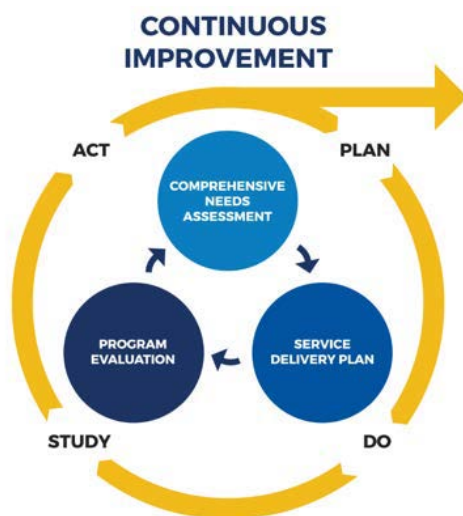 CONTINUOUS
IMPROVEMENT
ACT
PLAN
COMPREHENSIVE
NEEDS
ASSESSMENT
PROGRAM
EVALUATION
SERVICE
DELIVERY PLAN
STUDY
DO